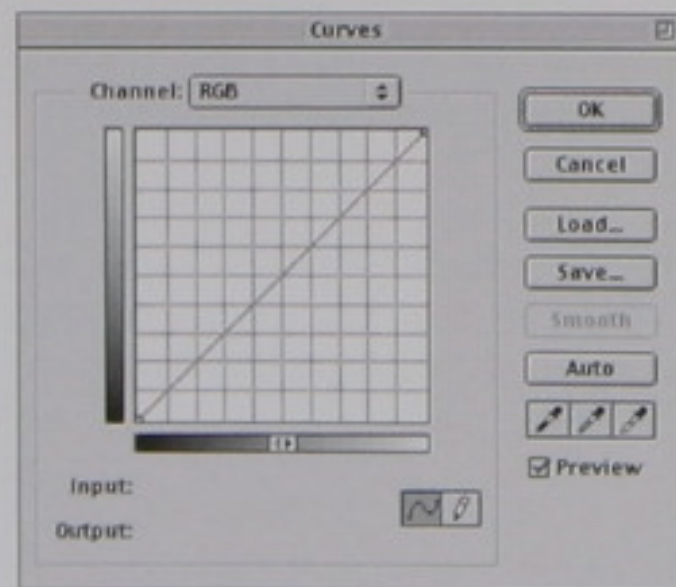 Curves
Channel: RGB
OK
Cancel
Load...
Save...
Smooth
Auto
Preview
Input:
Output: